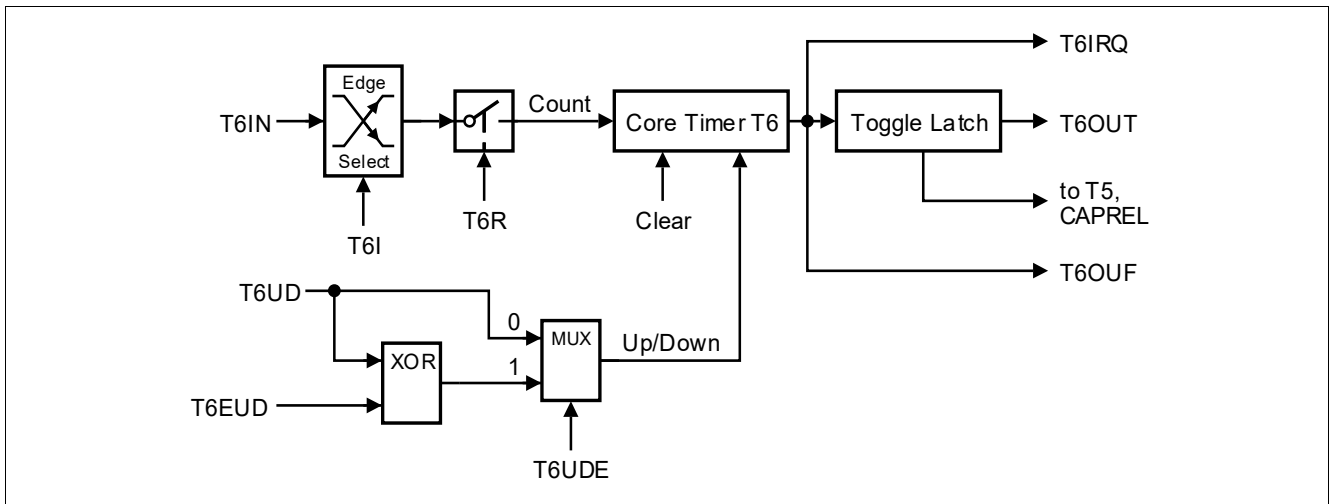 T6IRQ
Edge
Count
T6IN
Core Timer T6
Toggle Latch
T6OUT
Select
to T5,
CAPREL
T6R
Clear
T6I
T6OUF
T6UD
0
MUX
Up/Down
XOR
1
T6EUD
T6UDE